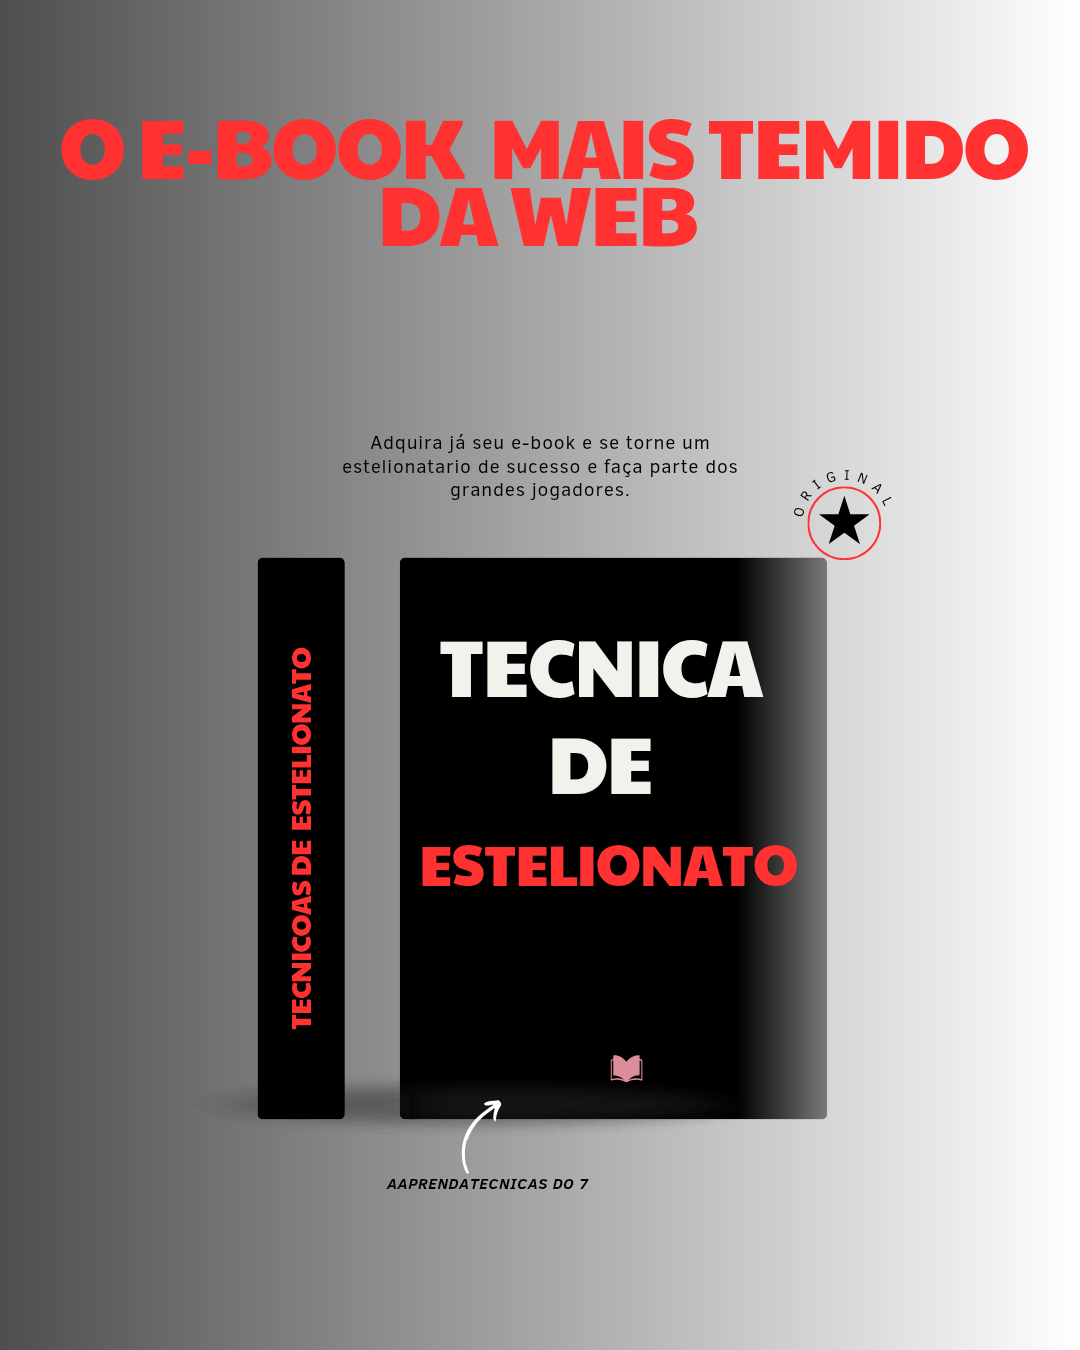 O E-BOOK MAIS TEMIDO
DA WEB
Adquira já seu e-book e se torne um
estelionatario de sucesso e faça parte dos
grandes jogadores.
ORIGINAL
TECNICOAS DE ESTELIONATO
TECNICA
DE
ESTELIONATO
AAPRENDATECNICAS DO 7